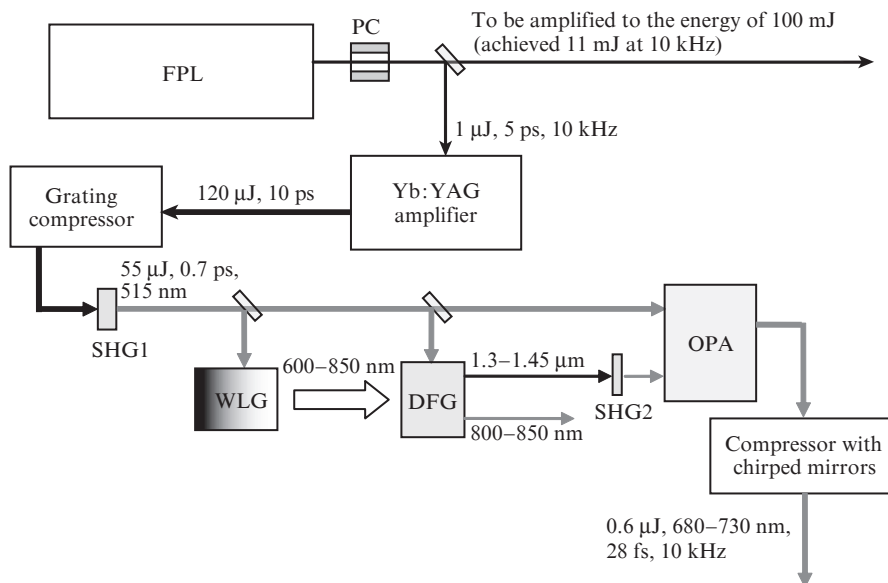 To be amplified to the energy of 100 mJ
(achieved 11 mJ at 10 kHz)
PC
FPL
1 μJ, 5 ps, 10 kHz
Grating
compressor
120 μJ, 10 ps
Yb:YAG
amplifier
55 μJ, 0.7 ps,
515 nm
SHG1
OPA
600–850 nm
1.3–1.45 μm
WLG
DFG
SHG2
800–850 nm
Compressor with
chirped mirrors
0.6 μJ, 680–730 nm,
28 fs, 10 kHz